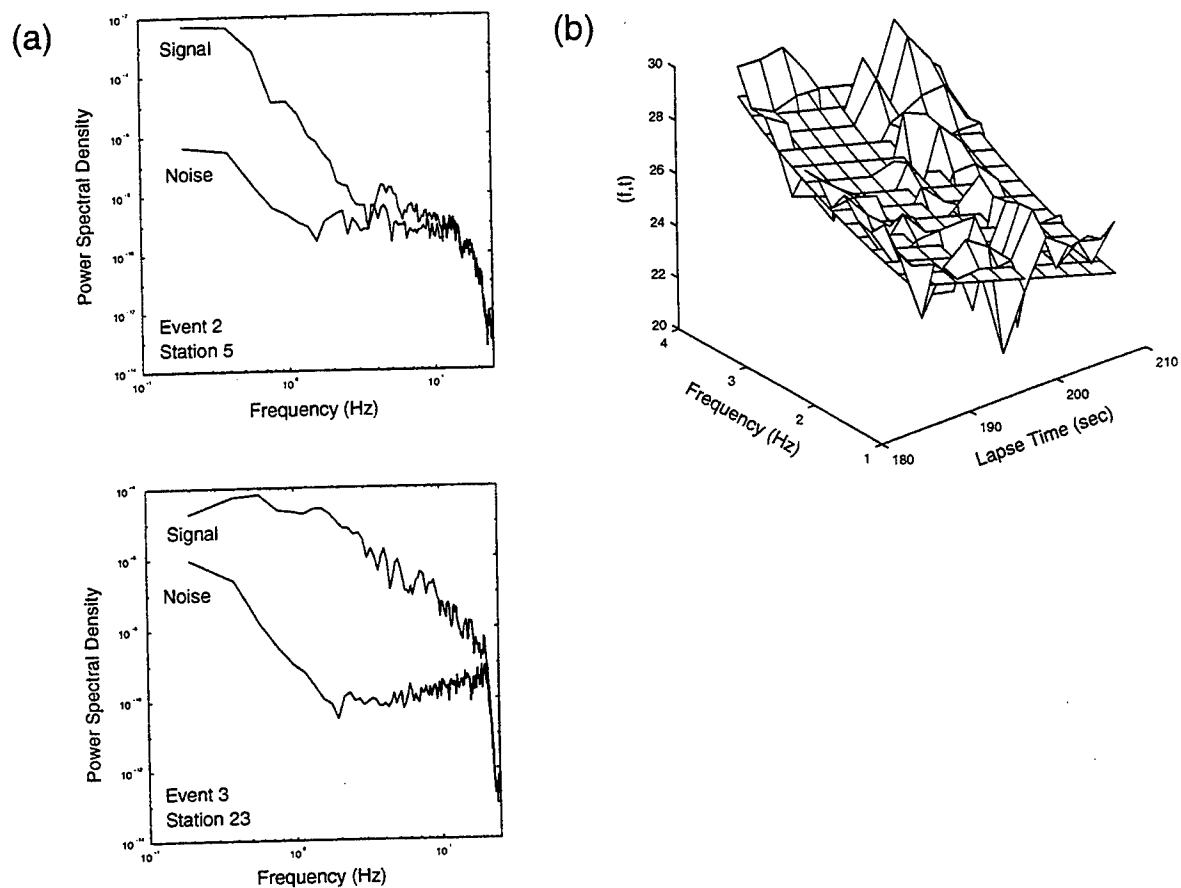 (a)
Signal
Noise
Event 2
Station 5
Power Spectral Density
Frequency (Hz)
Signal
Noise
Event 3
Station 23
Power Spectral Density
Frequency (Hz)
(b)
30
28
26
24
22
20
(f,t)
4
3
2
1
Frequency (Hz)
180
190
200
210
Lapse Time (sec)